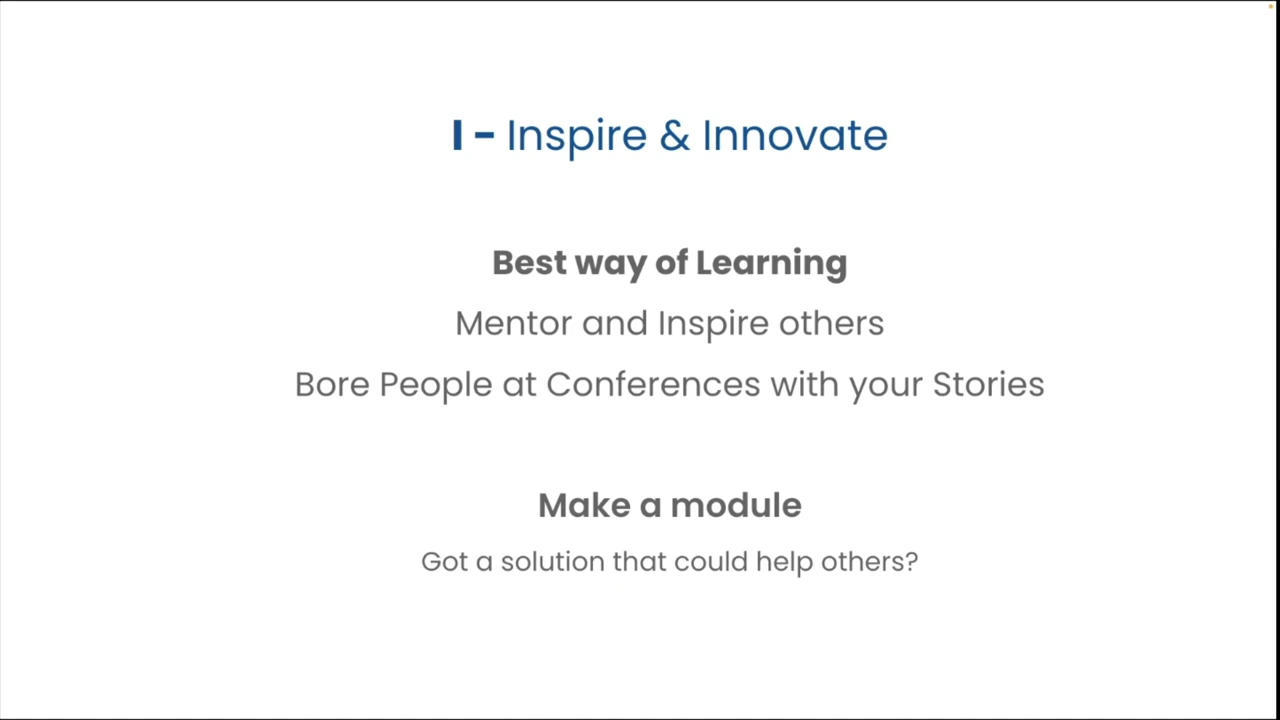 I - Inspire & Innovate
Best way of Learning
Mentor and Inspire others
Bore People at Conferences with your Stories
Make a module
Got a solution that could help others?